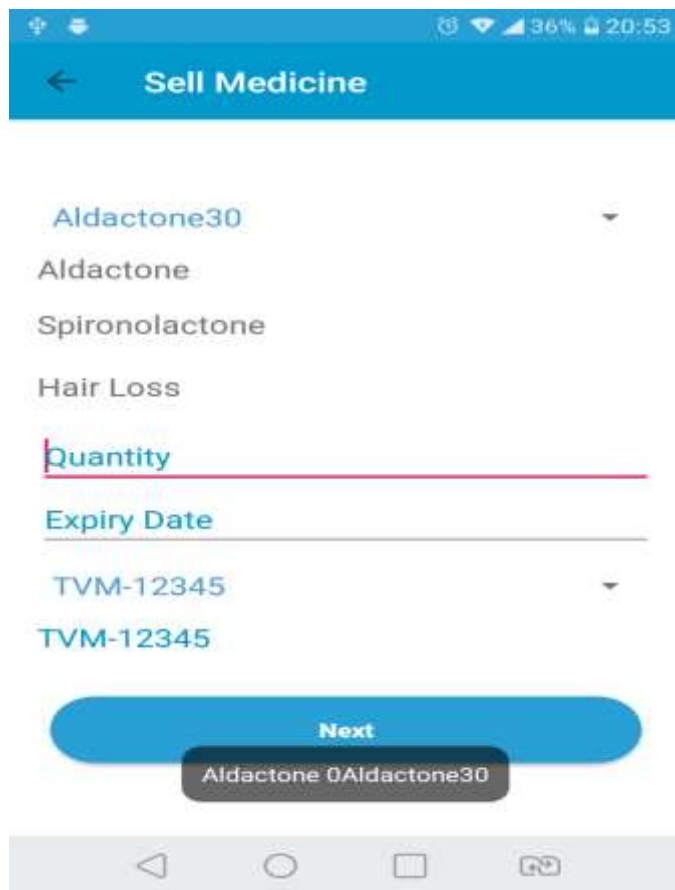 36% 20:53
Sell Medicine
Aldactone30
Aldactone
Spironolactone
Hair Loss
Quantity
Expiry Date
TVM-12345
TVM-12345
Next
Aldactone 0Aldactone30